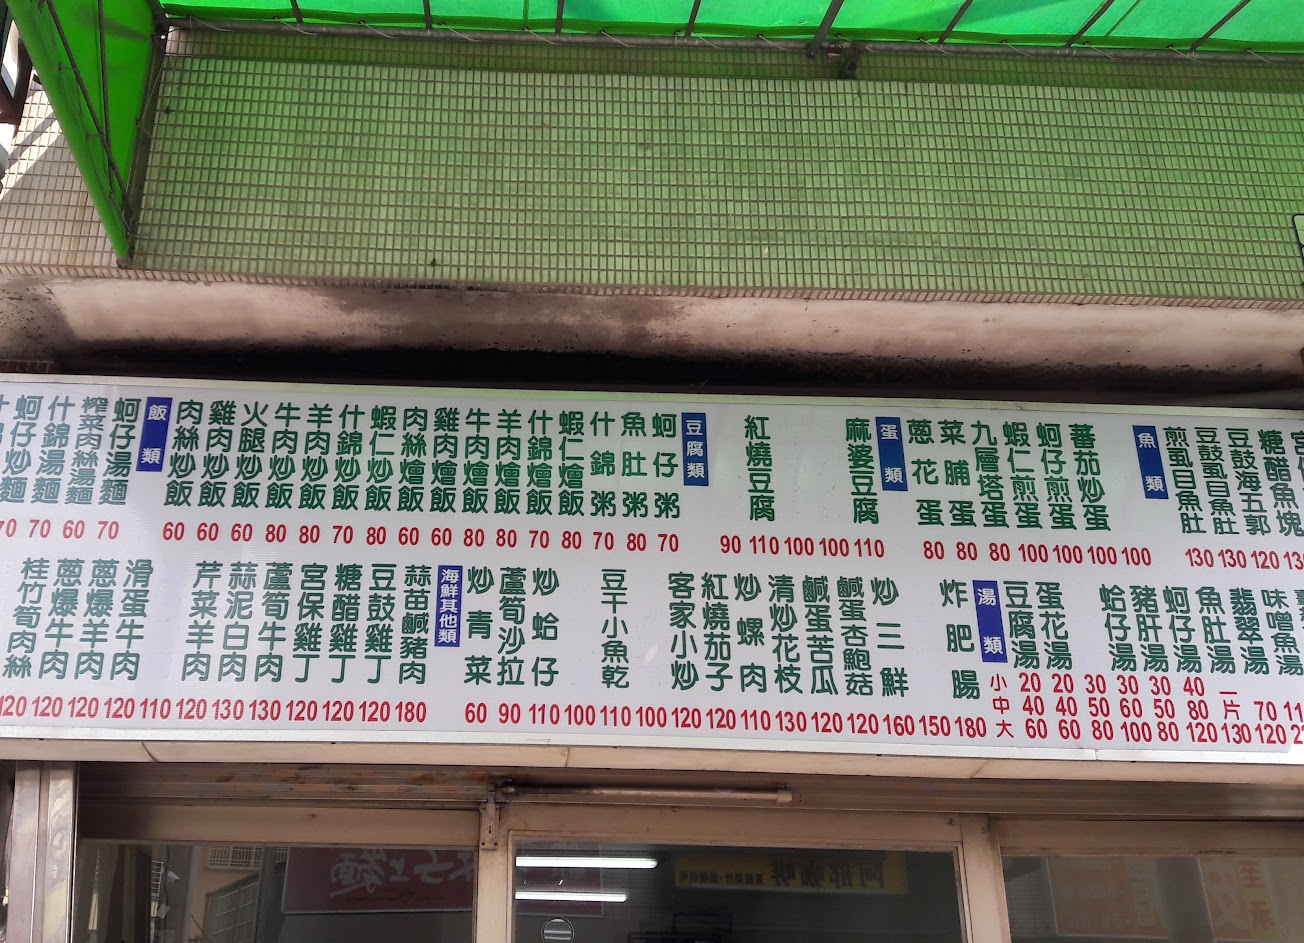 蚵仔炒麵
什錦湯麵
榨菜肉絲湯麵
蚵仔湯麵
飯類
肉絲炒飯
雞肉炒飯
火腿炒飯
牛肉炒飯
羊肉炒飯
什錦炒飯
蝦仁炒飯
肉絲燴飯
雞肉燴飯
牛肉燴飯
羊肉燴飯
什錦燴飯
蝦仁燴飯
什錦粥
魚肚粥
蚵仔粥
豆腐類
紅燒豆腐
麻婆豆腐
蛋類
蔥花蛋
菜脯蛋
九層塔蛋
蝦仁煎蛋
蚵仔煎蛋
蕃茄炒蛋
魚類
煎虱目魚肚
豆鼓虱目魚肚
豆鼓海五郭
糖醋魚塊
70 70 60 70
60 60 60 80 80 70 80 60 60 80 80 70 80 70 80 70
90 110 100 100 110
80 80 80 100 100 100 100
130 130 120
桂竹筍肉絲
蔥爆牛肉
蔥爆羊肉
滑蛋牛肉
芹菜羊肉
蒜泥白肉
蘆筍牛肉
宮保雞丁
糖醋雞丁
豆鼓雞丁
蒜苗鹹豬肉
海鮮其他類
炒青菜
蘆筍沙拉
炒蛤仔
豆干小魚乾
客家小炒
紅燒茄子
炒螺肉
清炒花枝
鹹蛋苦瓜
鹹蛋杏鮑菇
炒三鮮
炸肥腸
湯類
豆腐湯
蛋花湯
蛤仔湯
豬肝湯
蚵仔湯
魚肚湯
翡翠湯
味噌魚湯
120 120 120 120 110 120 130 130 120 120 120 180
60 90 110 100 110 100 120 120 110 130 120 120 160 150 180
小 20 20 30 30 30 40 一
中 40 40 50 60 50 80 片 70
大 60 60 80 100 80 120 130 120